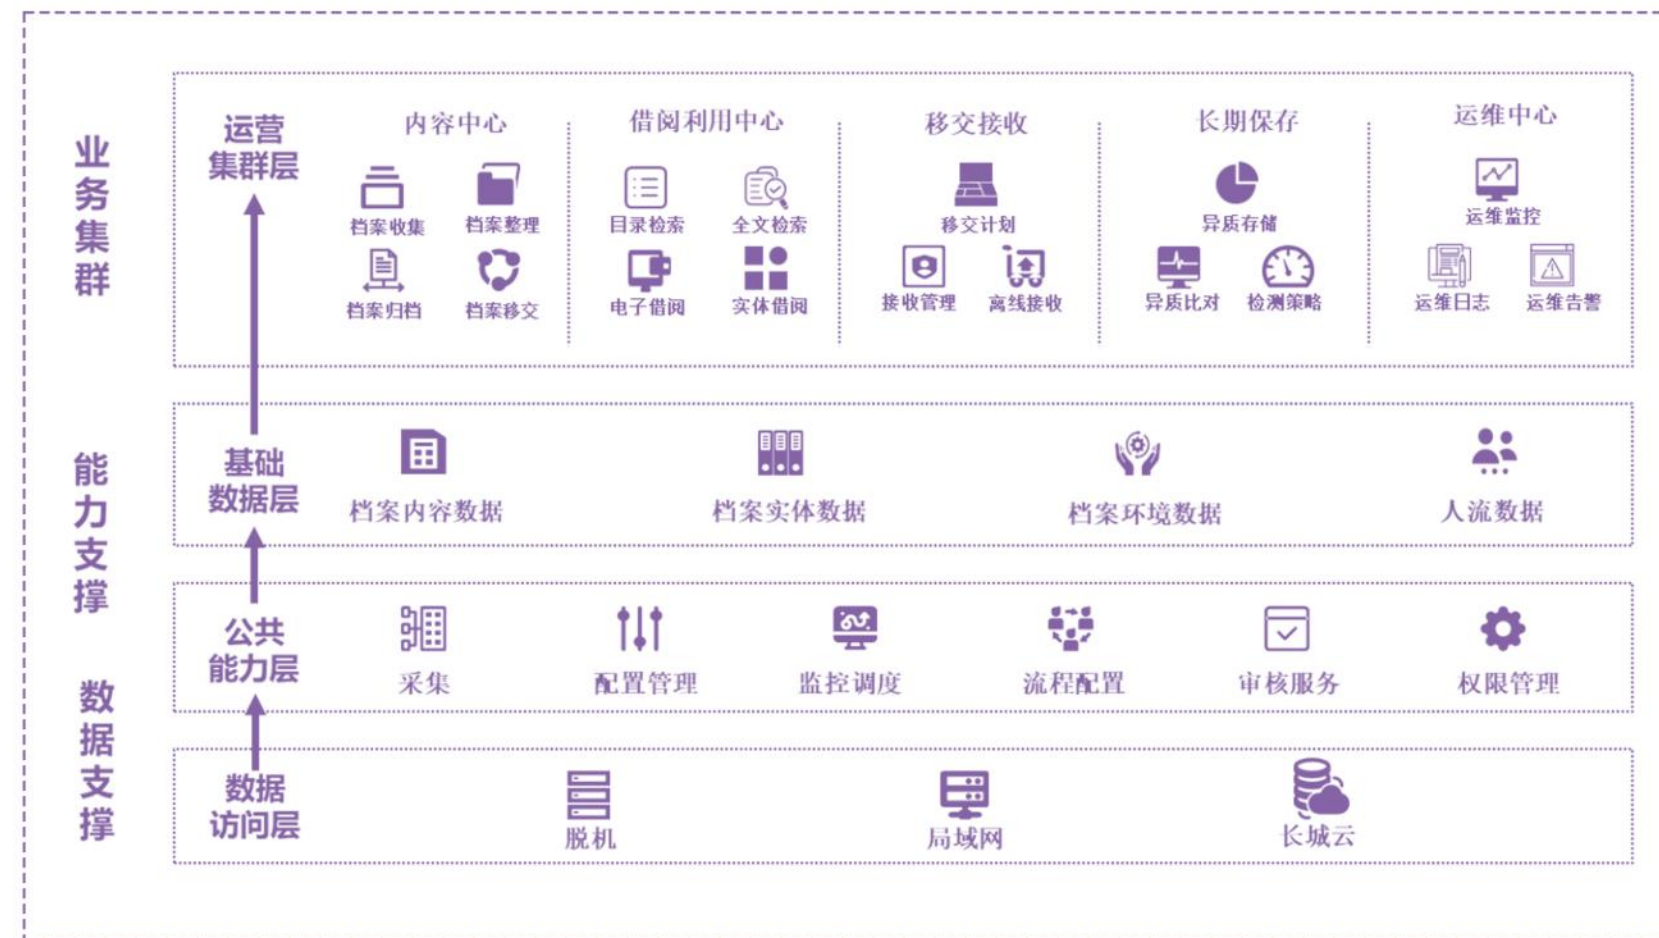 业务集群
运营
集群层
内容中心
档案收集
档案整理
档案归档
档案移交
借阅利用中心
目录检索
全文检索
电子借阅
实体借阅
移交接收
移交计划
接收管理
离线接收
长期保存
异质存储
异质比对
检测策略
运维中心
运维监控
运维日志
运维告警
能力支撑
基础
数据层
档案内容数据
档案实体数据
档案环境数据
人流数据
公共
能力层
采集
配置管理
监控调度
流程配置
审核服务
权限管理
数据支撑
数据
访问层
脱机
局域网
长城云